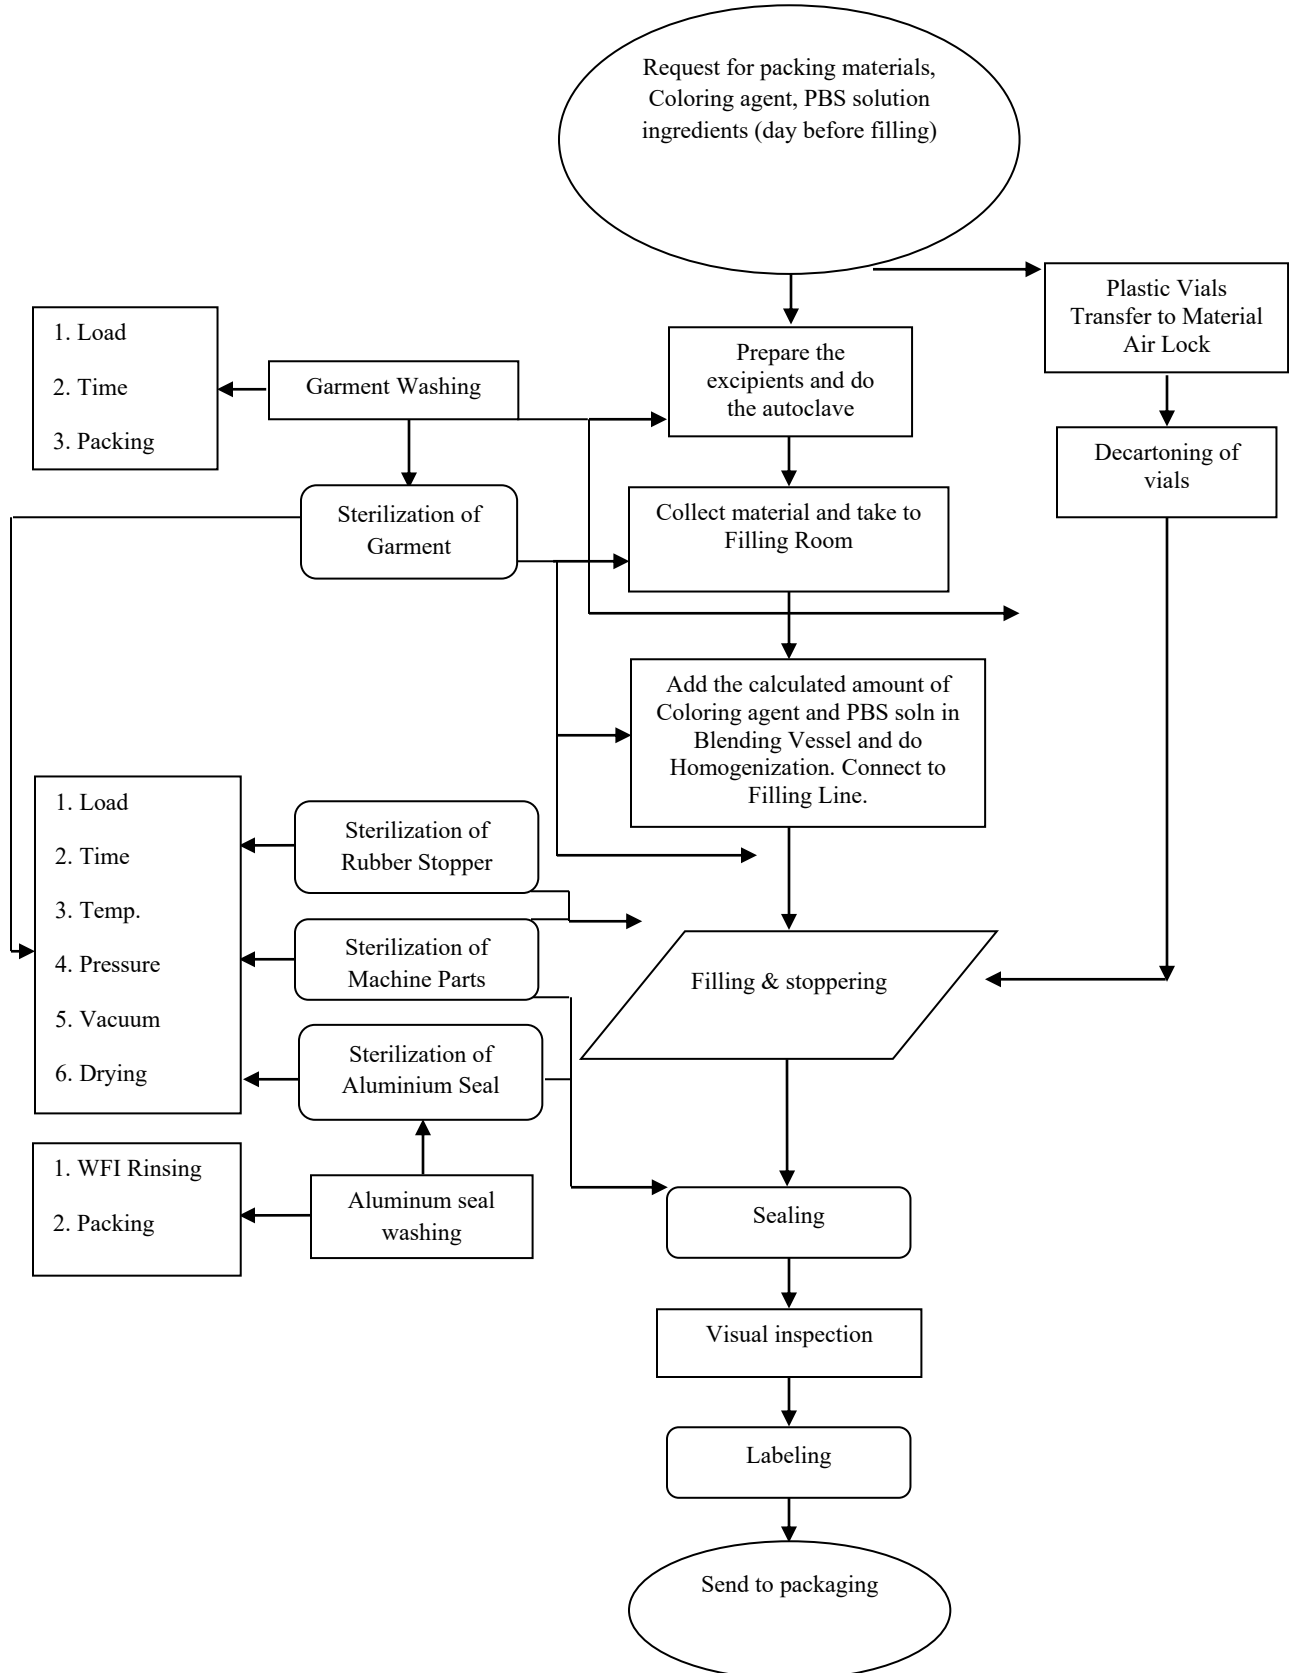 Request for packing materials,
Coloring agent, PBS solution
ingredients (day before filling)
Plastic Vials
Transfer to Material
Air Lock
1. Load
2. Time
3. Packing
Garment Washing
Prepare the
excipients and do
the autoclave
Decartoning of
vials
Sterilization of
Garment
Collect material and take to
Filling Room
Add the calculated amount of
Coloring agent and PBS soln in
Blending Vessel and do
Homogenization. Connect to
Filling Line.
1. Load
2. Time
3. Temp.
4. Pressure
5. Vacuum
6. Drying
Sterilization of
Rubber Stopper
Sterilization of
Machine Parts
Filling & stoppering
Sterilization of
Aluminium Seal
1. WFI Rinsing
2. Packing
Aluminum seal
washing
Sealing
Visual inspection
Labeling
Send to packaging